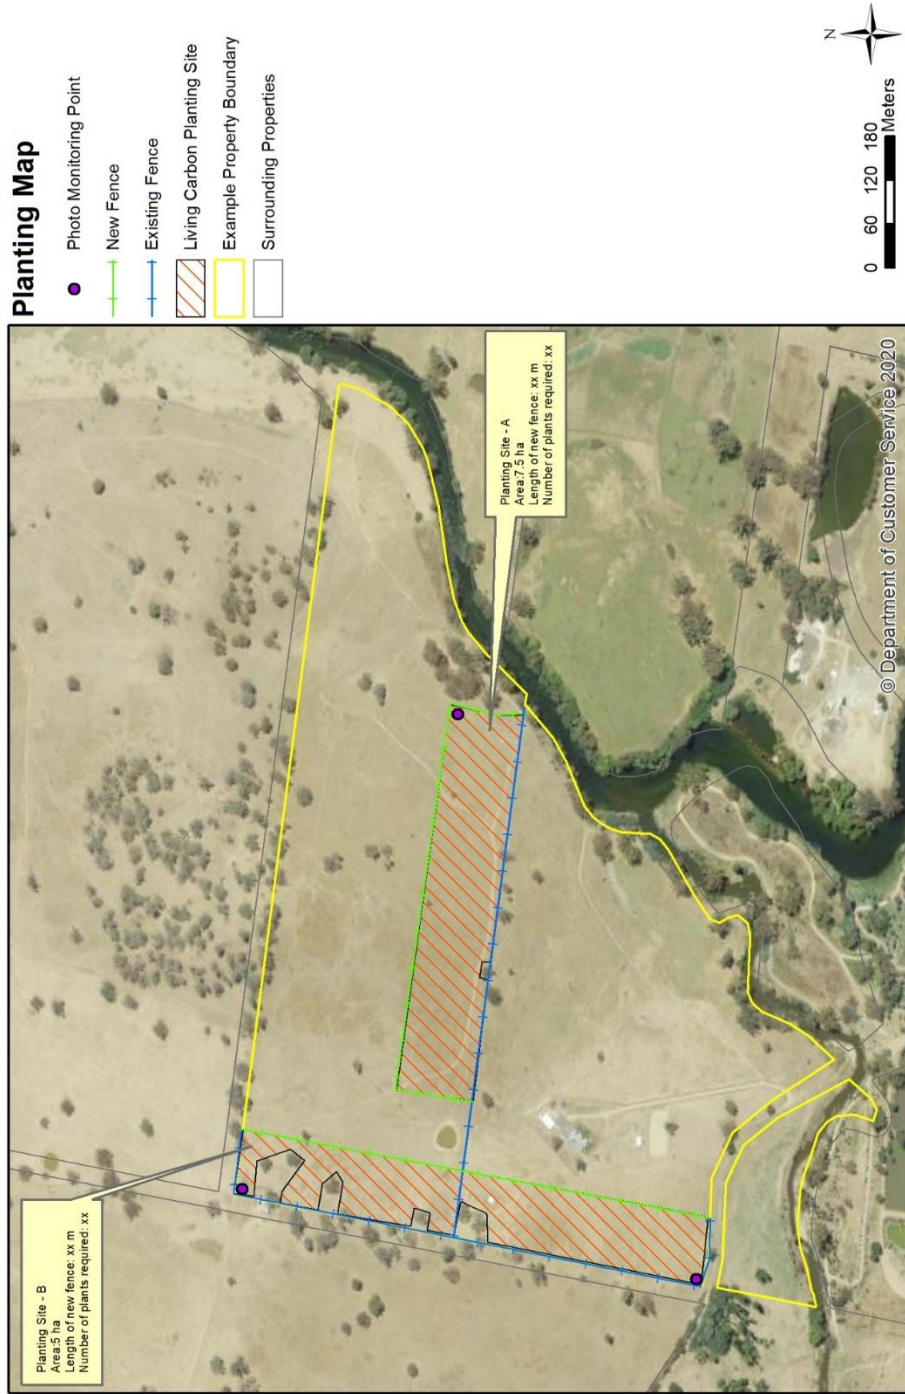 Planting Map
Photo Monitoring Point
New Fence
Existing Fence
Living Carbon Planting Site
Example Property Boundary
Surrounding Properties
N
0 60 120 180
Meters
Planting Site - B
Area:5 ha
Length of new fence: xx m
Number of plants required: xx
Planting Site - A
Area:7.5 ha
Length of new fence: xx m
Number of plants required: xx
© Department of Customer Service 2020